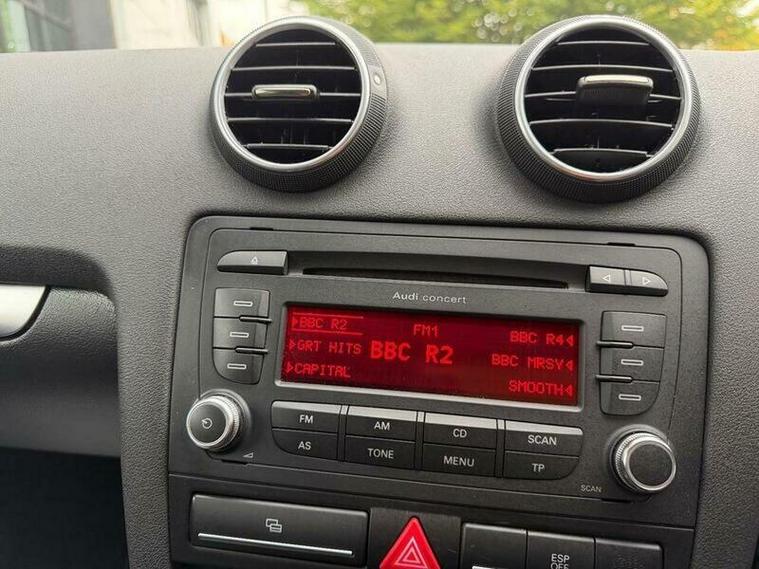 Audi concert
BBC R2 FM1 BBC R4
GRT HITS BBC R2 BBC MRSY
CAPITAL SMOOTH
FM AM CD SCAN
AS TONE MENU TP
SCAN
ESP
OFF